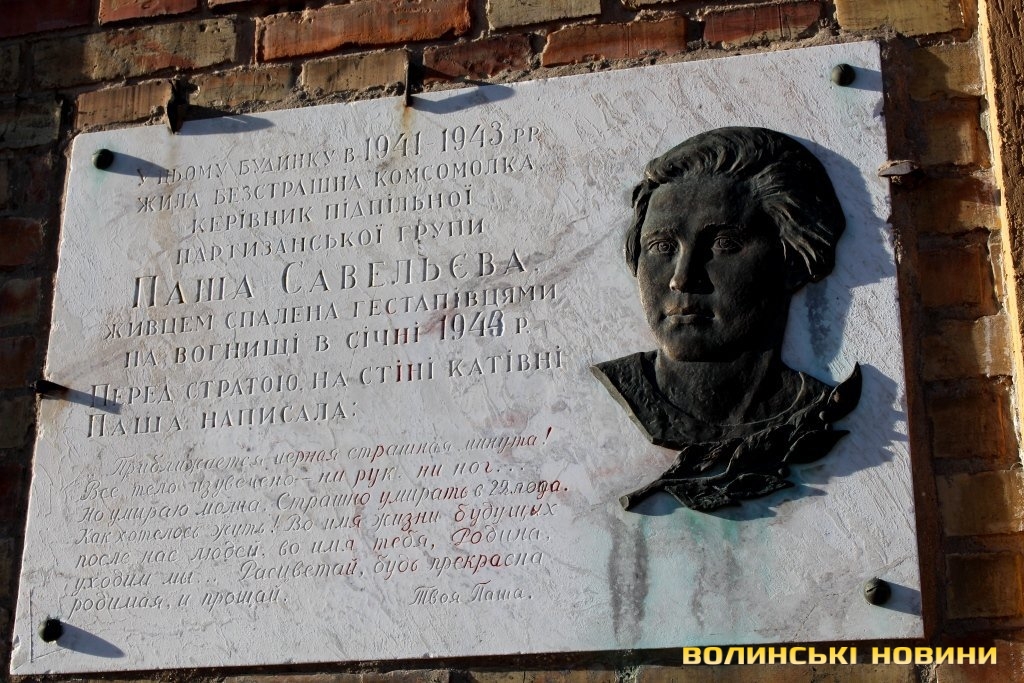 У ЦЬОМУ БУДИНКУ В 1941-1943 РР.
ЖИЛА БЕЗСТРАШНА КОМСОМОЛКА,
КЕРІВНИК ПІДПІЛЬНОЇ
ПАРТИЗАНСЬКОЇ ГРУПИ
ПАША САВЕЛЬЄВА,
ЖИВЦЕМ СПАЛЕНА ГЕСТАПІВЦЯМИ
НА ВОГНИЩІ В СІЧНІ 1944 Р.
ПЕРЕД СТРАТОЮ, НА СТІНІ КАТІВНІ
ПАША НАПИСАЛА:
Приближается черная страшная минута!
Все тело изувечено – ни рук, ни ног...
Но умираю молча. Страшно умирать в 22 года.
Как хотелось жить! Во имя жизни будущих
после нас людей, во имя тебя, Родина,
уходим мы... Расцветай, будь прекрасна
родимая, и прощай.
Твоя Паша.
ВОЛИНСЬКІ НОВИНИ